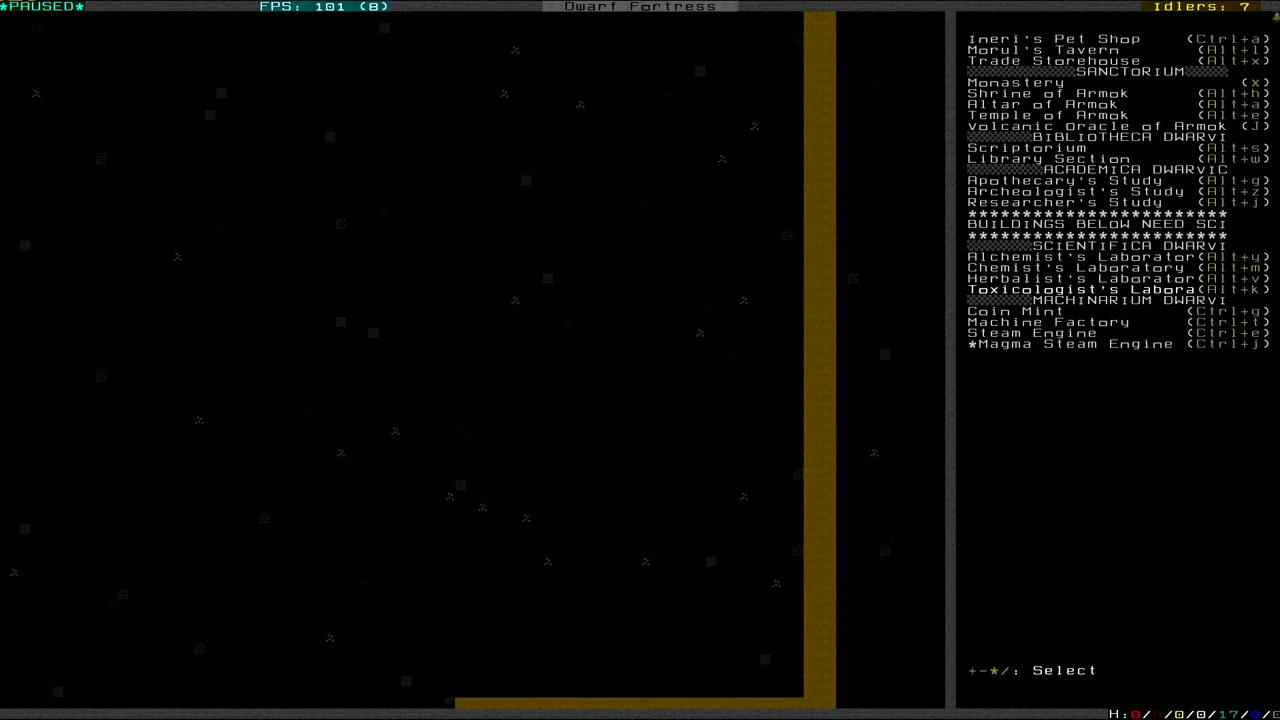 *PAUSED* FPS: 101 (8) Dwarf Fortress Idlers: 7
Ineri's Pet Shop (Ctrl+a)
Morul's Tavern (Alt+l)
Trade Storehouse (Alt+x)
SANCTORIUM
Monastery (x)
Shrine of Armok (Alt+h)
Altar of Armok (Alt+a)
Temple of Armok (Alt+e)
Volcanic Oracle of Armok (J)
BIBLIOTHECA DWARVI
Scriptorium (Alt+s)
Library Section (Alt+w)
ACADEMICA DWARVIC
Apothecary's Study (Alt+g)
Archeologist's Study (Alt+z)
Researcher's Study (Alt+j)
************************
BUILDINGS BELOW NEED SCI
************************
SCIENTIFICA DWARVI
Alchemist's Laborator(Alt+y)
Chemist's Laboratory (Alt+m)
Herbalist's Laborator(Alt+v)
Toxicologist's Labora(Alt+k)
MACHINARIUM DWARVI
Coin Mint (Ctrl+g)
Machine Factory (Ctrl+t)
Steam Engine (Ctrl+e)
*Magma Steam Engine (Ctrl+j)
+-*/: Select